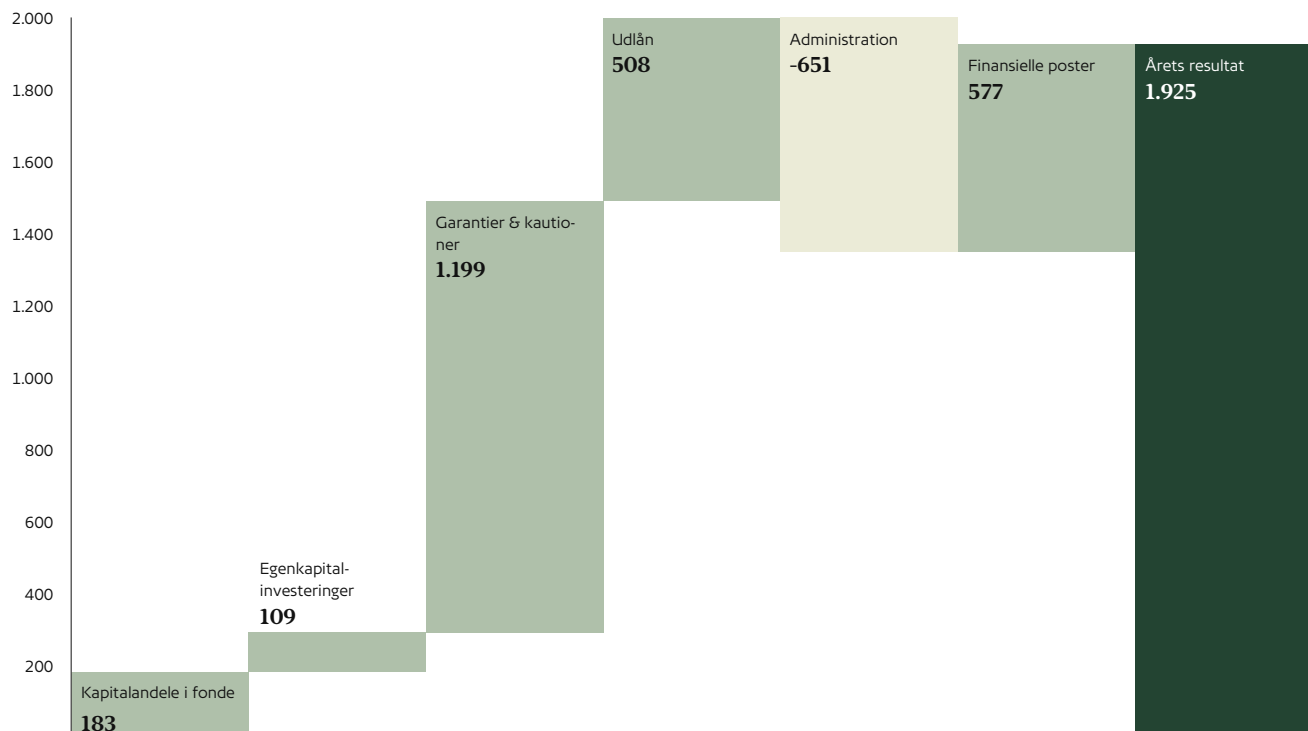 2.000
1.800
1.600
1.400
1.200
1.000
800
600
400
200
Kapitalandele i fonde
183
Egenkapital-
investeringer
109
Garantier & kautio-
ner
1.199
Udlån
508
Administration
-651
Finansielle poster
577
Årets resultat
1.925